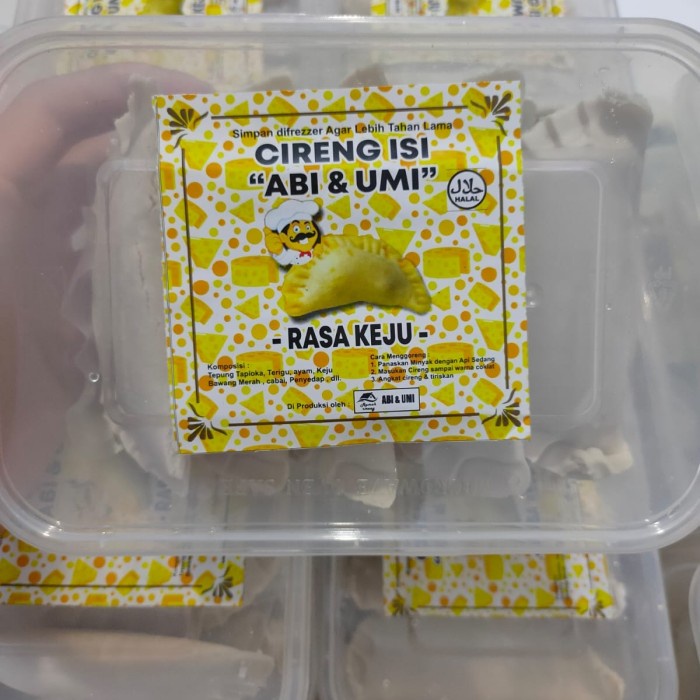 Simpan difrezzer Agar Lebih Tahan Lama
CIRENG ISI
“ABI & UMI”
حلال
HALAL
- RASA KEJU -
Komposisi :
Tepung Tapioka, Terigu, ayam, Keju
Bawang Merah , cabai, Penyedap , dll.
Cara Menggoreng :
1. Panaskan Minyak dengan Api Sedang
2. Masukan Cireng sampai warna coklat
3. Angkat cireng & tiriskan
Di Produksi oleh :
ABI & UMI